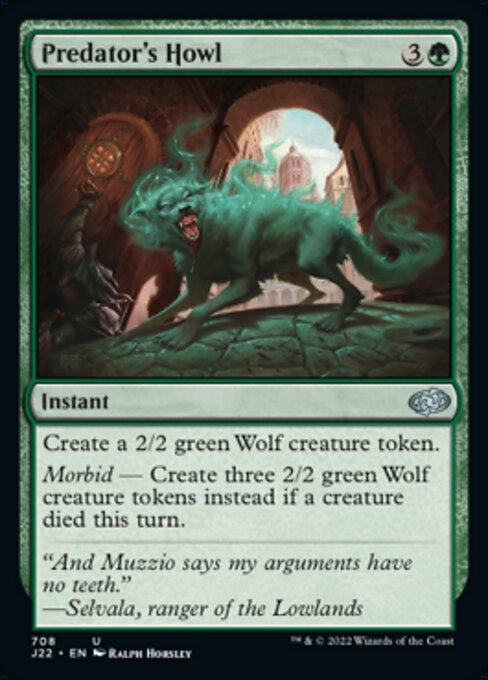 Predator's Howl 3
Instant
Create a 2/2 green Wolf creature token.
Morbid — Create three 2/2 green Wolf
creature tokens instead if a creature
died this turn.
"And Muzzio says my arguments have
no teeth."
—Selvala, ranger of the Lowlands
708 U
J22 • EN Ralph Horsley
™ & © 2022 Wizards of the Coast